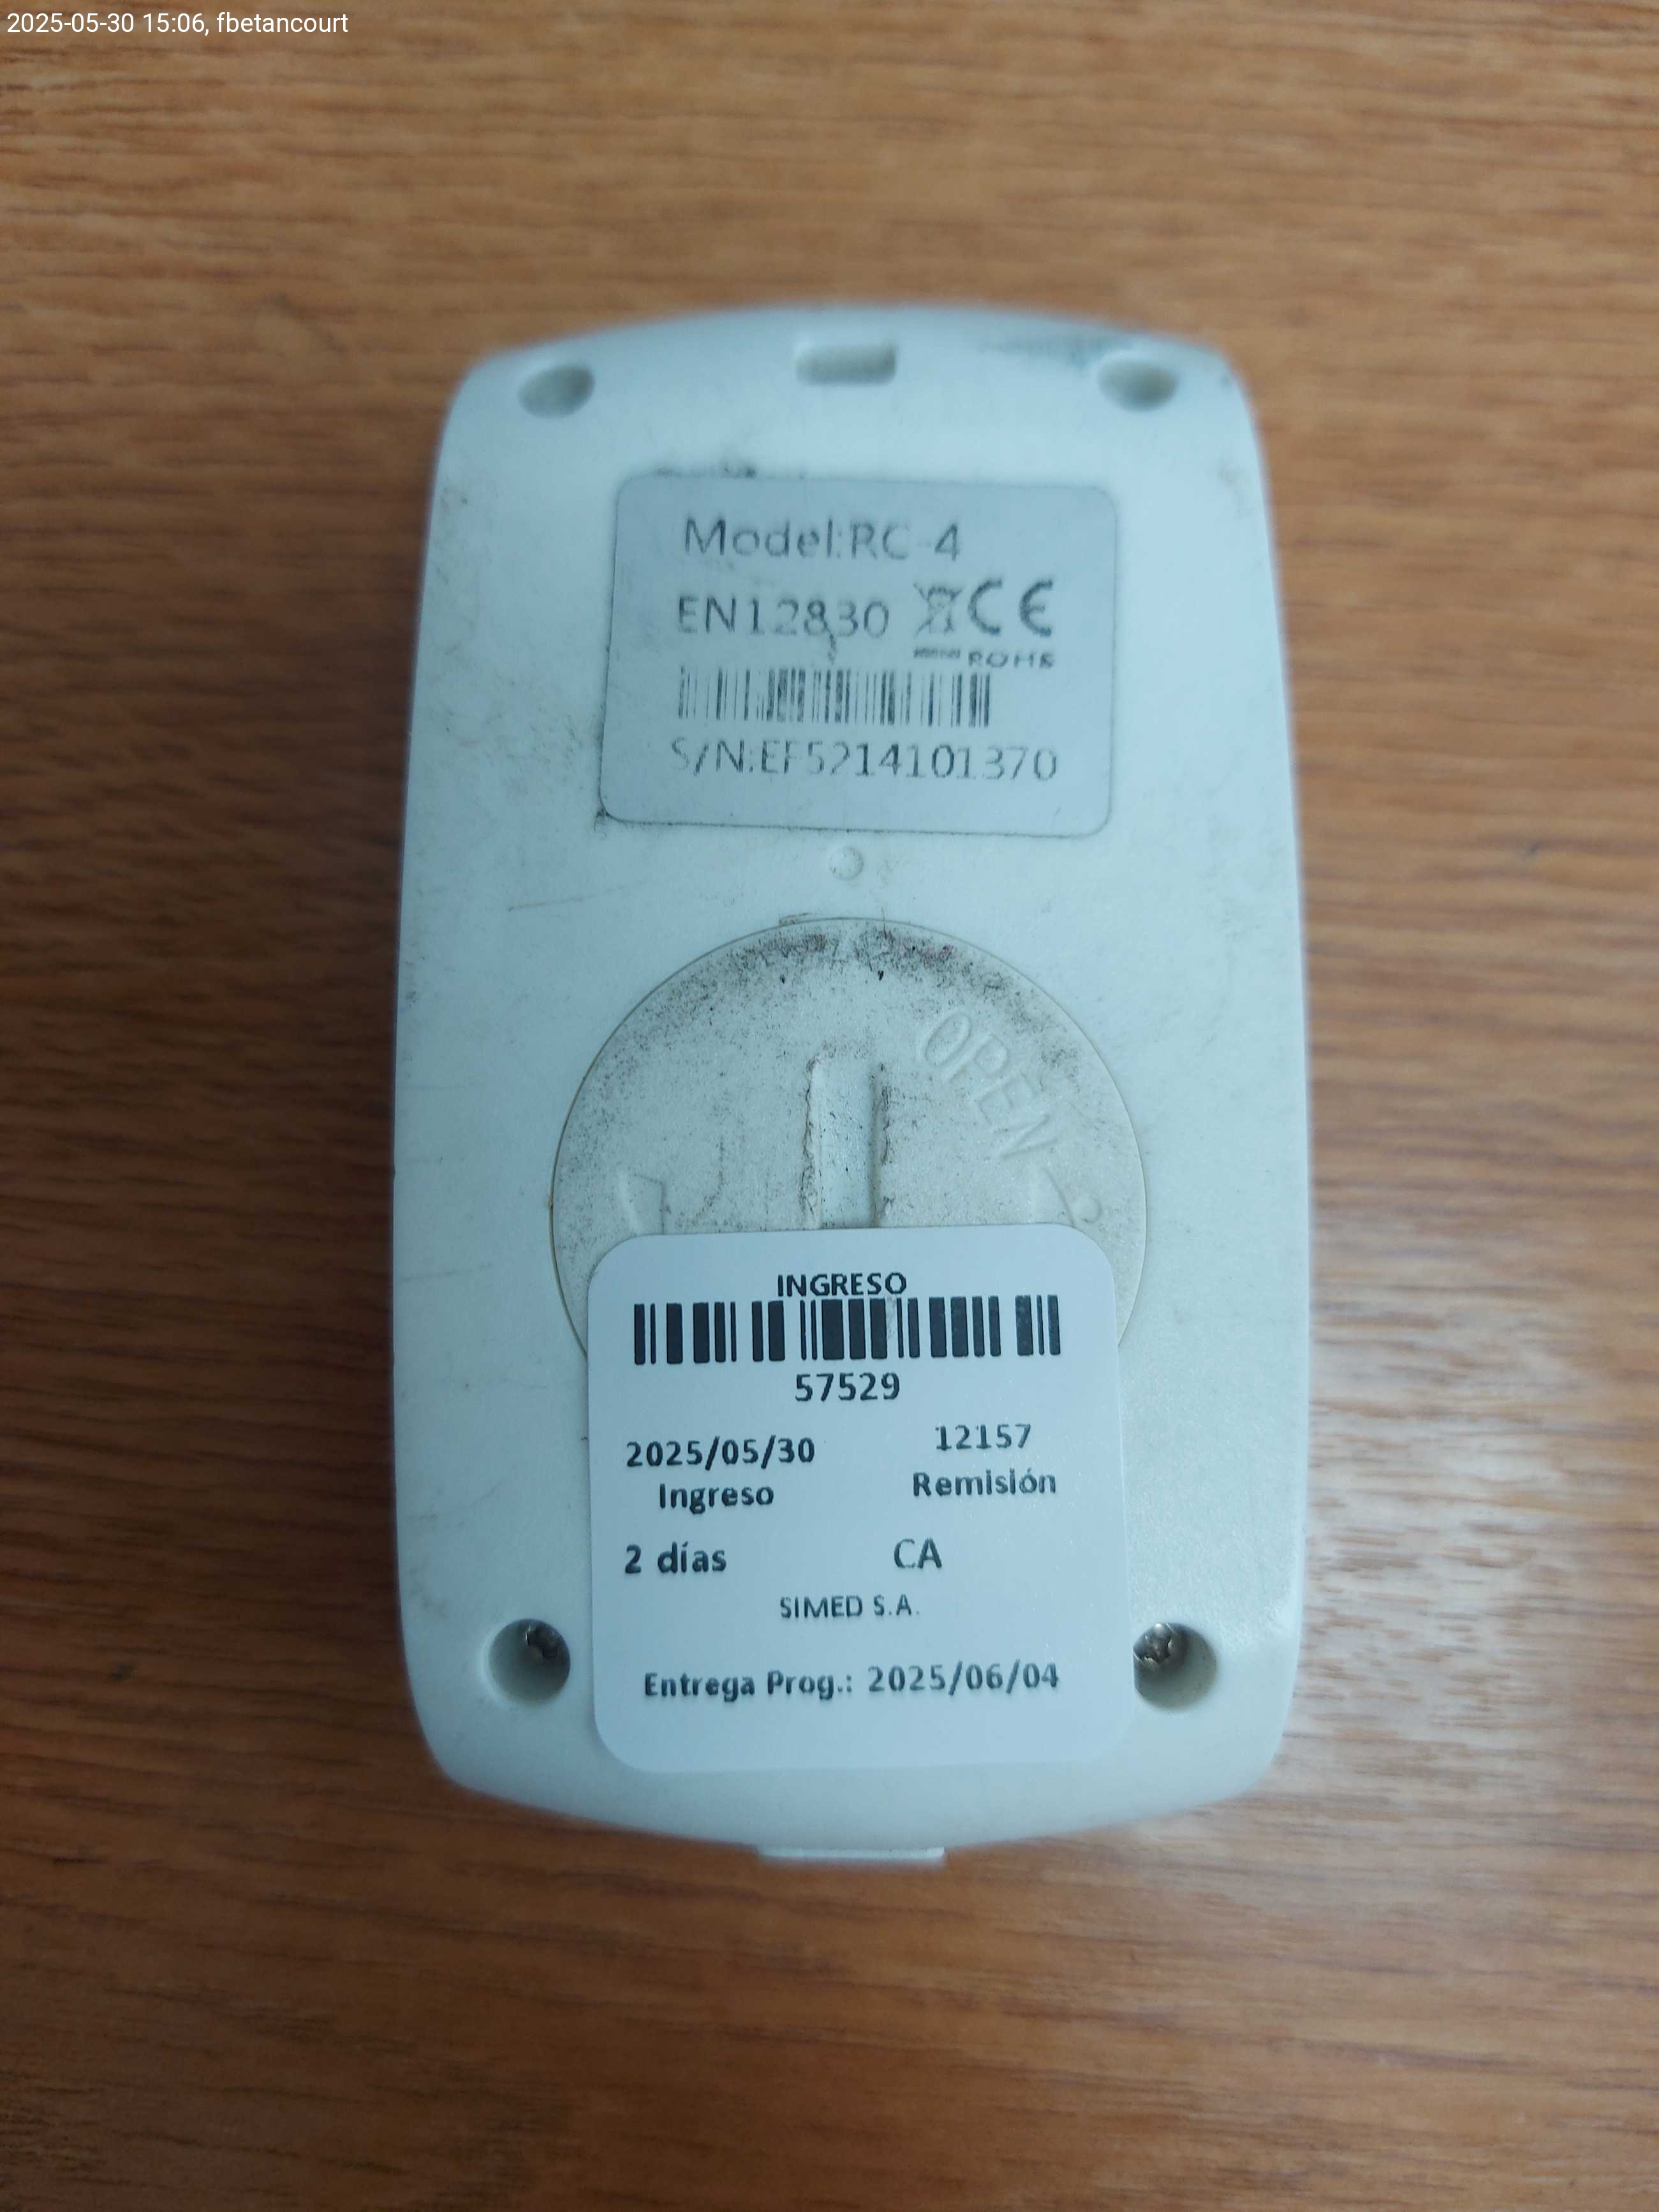 2025-05-30 15:06, fbetancourt
Model:RC-4
EN12830 CE
ROHS
S/N:EF5214101370
OPEN
INGRESO
57529
2025/05/30 12157
Ingreso Remisión
2 días CA
SIMED S.A.
Entrega Prog.: 2025/06/04